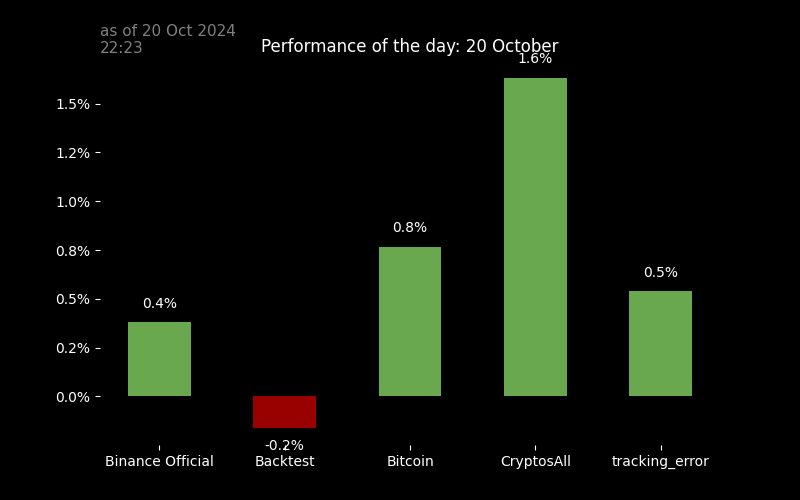 as of 20 Oct 2024
22:23
Performance of the day: 20 October
1.6%
1.5%
1.2%
1.0%
0.8%
0.8%
0.5%
0.5%
0.4%
0.2%
0.0%
-0.2%
Binance Official
Backtest
Bitcoin
CryptosAll
tracking_error